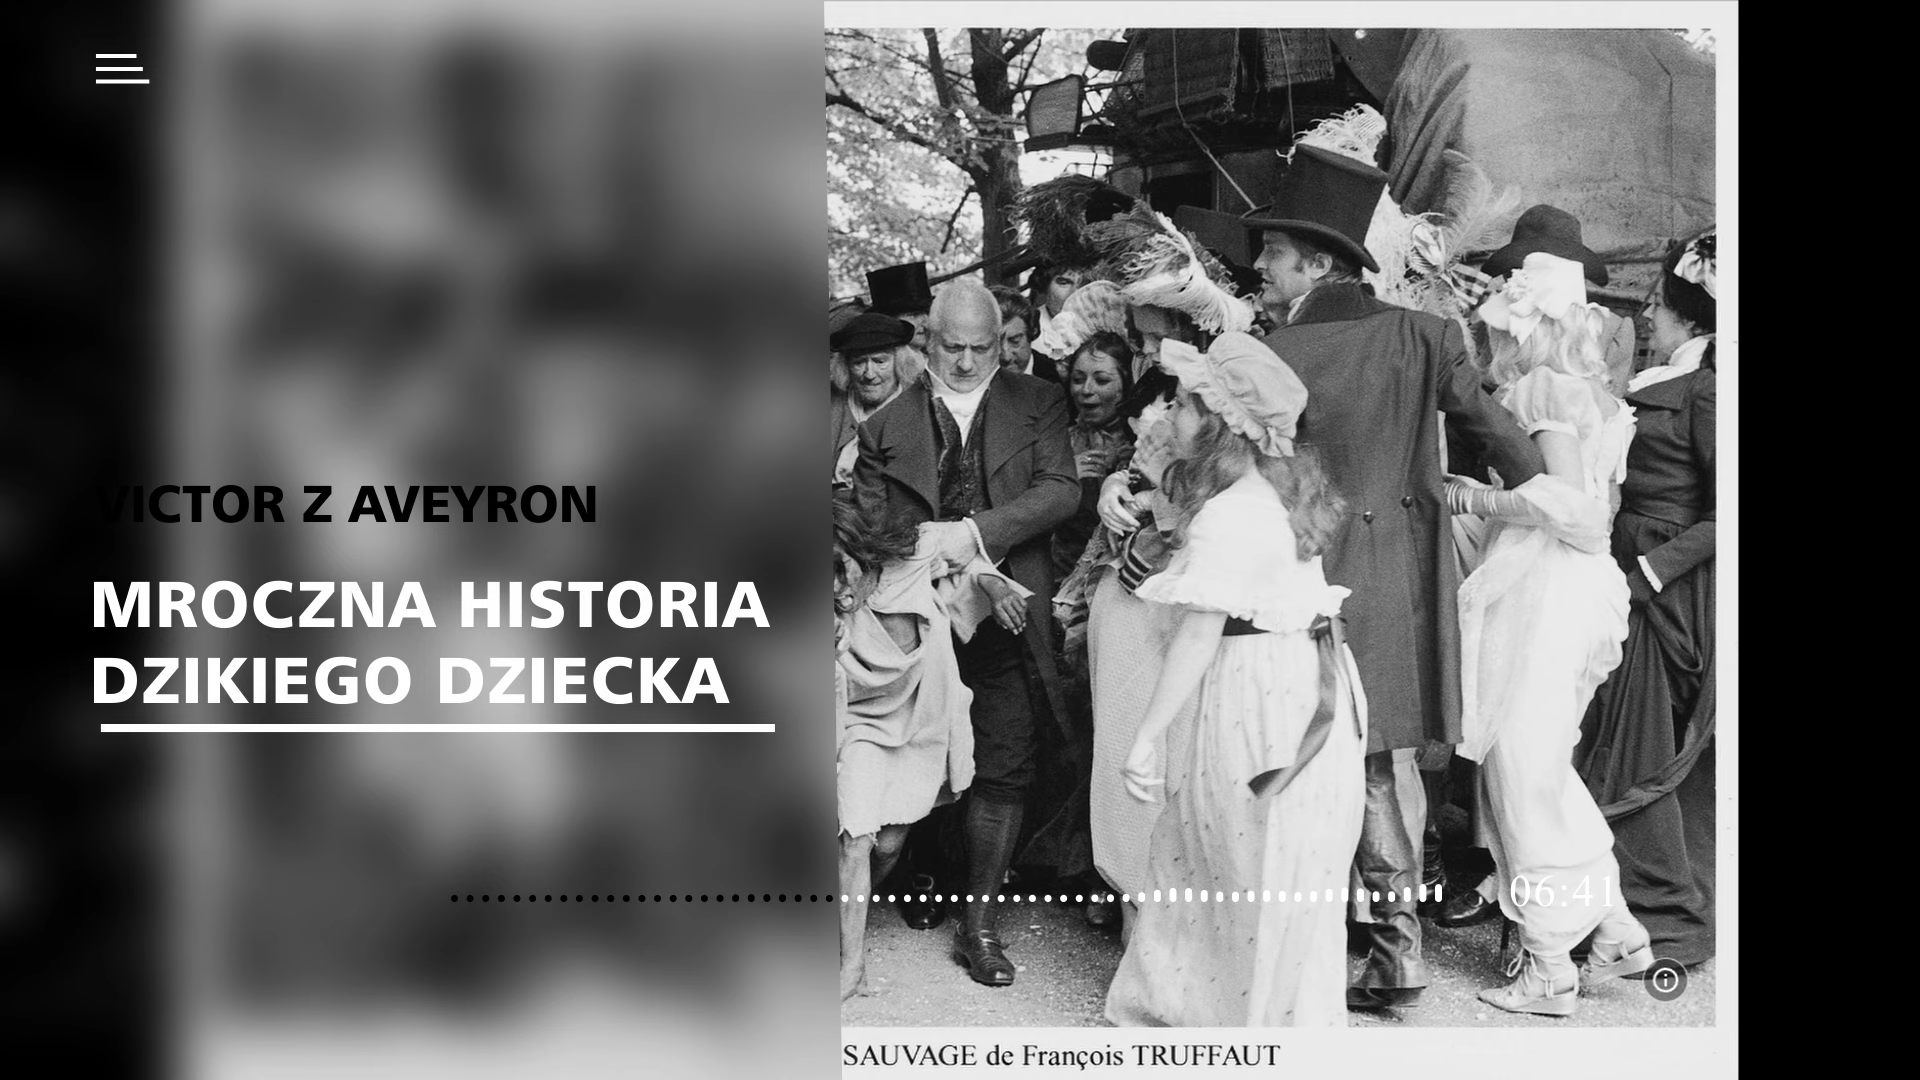 VICTOR Z AVEYRON
MROCZNA HISTORIA
DZIKIEGO DZIECKA
06:41
SAUVAGE de François TRUFFAUT